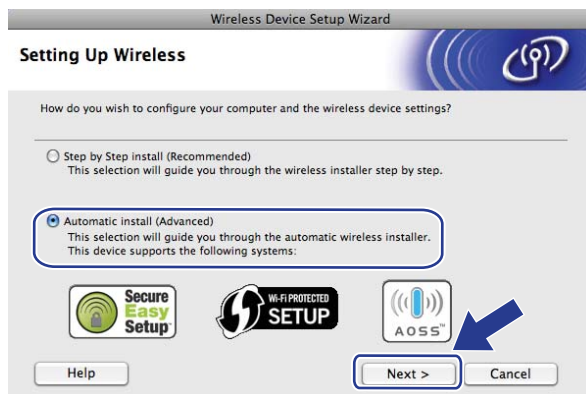 Wireless Device Setup Wizard
Setting Up Wireless
How do you wish to configure your computer and the wireless device settings?
Step by Step install (Recommended)
This selection will guide you through the wireless installer step by step.
Automatic install (Advanced)
This selection will guide you through the automatic wireless installer.
This device supports the following systems:
Secure
Easy
Setup
Wi-Fi PROTECTED
SETUP
AOSS™
Help
Next >
Cancel